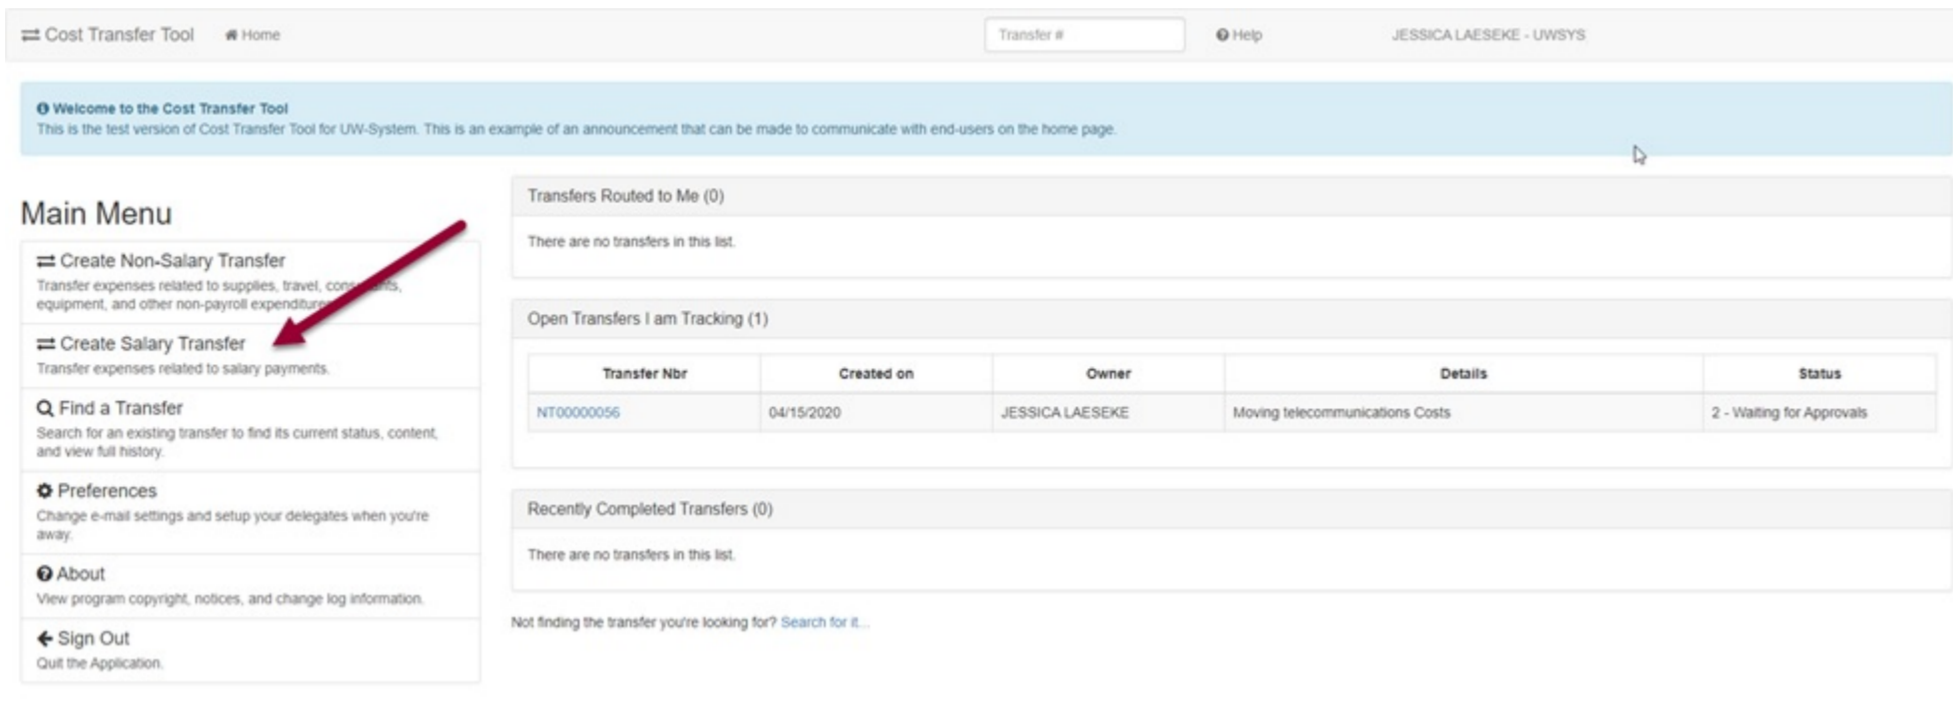 Cost Transfer Tool Home Transfer # Help JESSICA LAESEKE - UWSYS
Welcome to the Cost Transfer Tool
This is the test version of Cost Transfer Tool for UW-System. This is an example of an announcement that can be made to communicate with end-users on the home page.
Main Menu
Create Non-Salary Transfer
Transfer expenses related to supplies, travel,
equipment, and other non-payroll
Create Salary Transfer
Transfer expenses related to salary payments.
Find a Transfer
Search for an existing transfer to find its current status, content,
and view full history.
Preferences
Change e-mail settings and setup your delegates when you're
away.
About
View program copyright, notices, and change log information.
Sign Out
Quit the Application.
Transfers Routed to Me (0)
There are no transfers in this list.
Open Transfers I am Tracking (1)
Transfer Nbr Created on Owner Details Status
NT00000056 04/15/2020 JESSICA LAESEKE Moving telecommunications Costs 2 - Waiting for Approvals
Recently Completed Transfers (0)
There are no transfers in this list.
Not finding the transfer you're looking for? Search for it...